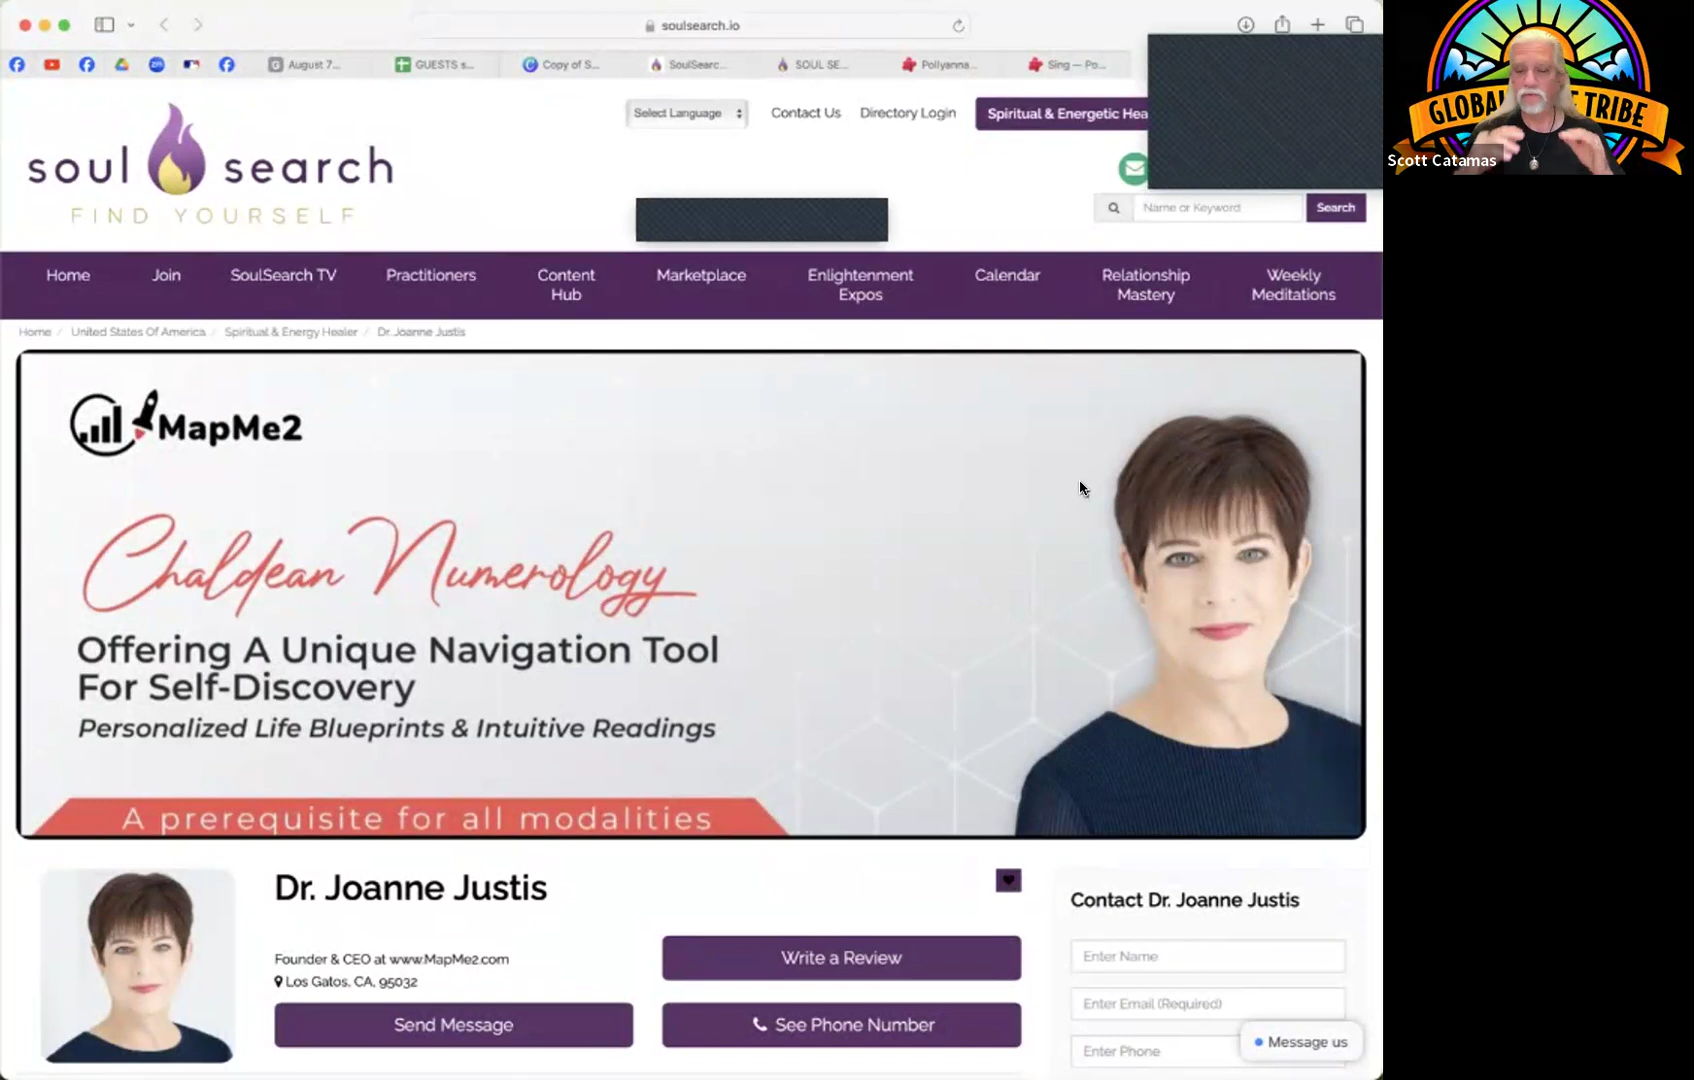 soulsearch.io
August 7...
GUESTS s...
Copy of S...
SoulSearc...
SOUL SE...
Pollyanna...
Sing — Po...
soul search
FIND YOURSELF
Select Language
Contact Us
Directory Login
Spiritual & Energetic Hea
Name or Keyword
Search
Home
Join
SoulSearch TV
Practitioners
Content
Hub
Marketplace
Enlightenment
Expos
Calendar
Relationship
Mastery
Weekly
Meditations
Home / United States Of America / Spiritual & Energy Healer / Dr. Joanne Justis
MapMe2
Chaldean Numerology
Offering A Unique Navigation Tool
For Self-Discovery
Personalized Life Blueprints & Intuitive Readings
A prerequisite for all modalities
Dr. Joanne Justis
Founder & CEO at www.MapMe2.com
Los Gatos, CA, 95032
Send Message
Write a Review
See Phone Number
Contact Dr. Joanne Justis
Enter Name
Enter Email (Required)
Enter Phone
Message us
GLOBAL
TRIBE
Scott Catamas